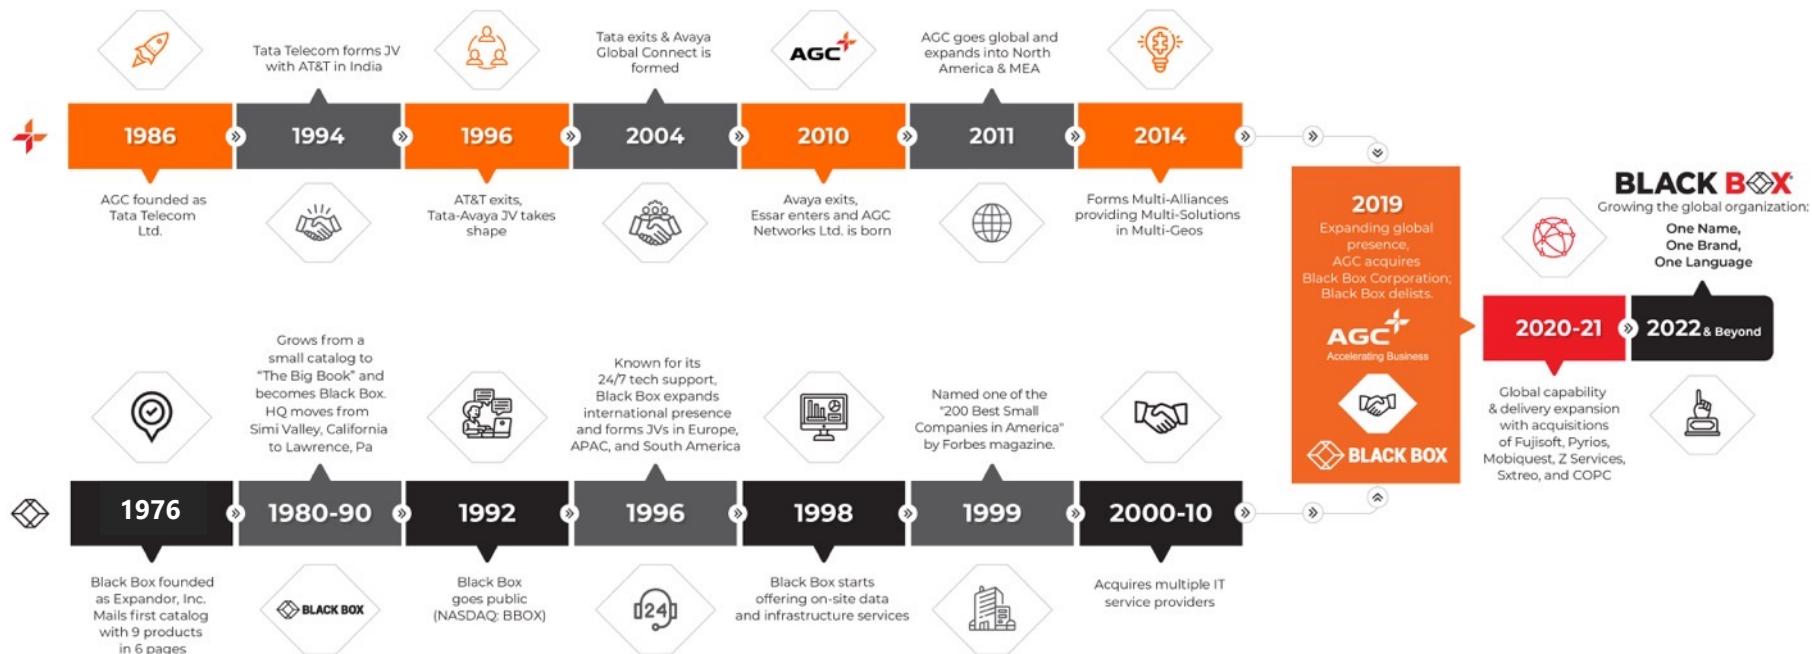 Tata Telecom forms JV
with AT&T in India
Tata exits & Avaya
Global Connect is
formed
AGC
AGC goes global and
expands into North
America & MEA
1986
1994
1996
2004
2010
2011
2014
AGC founded as
Tata Telecom
Ltd.
AT&T exits,
Tata-Avaya JV takes
shape
Avaya exits,
Essar enters and AGC
Networks Ltd. is born
Forms Multi-Alliances
providing Multi-Solutions
in Multi-Geos
2019
Expanding global
presence,
AGC acquires
Black Box Corporation;
Black Box delists.
AGC
Accelerating Business
BLACK BOX
BLACK BOX®
Growing the global organization:
One Name,
One Brand,
One Language
2020-21
2022 & Beyond
Global capability
& delivery expansion
with acquisitions
of Fujisoft, Pyrios,
Mobiquest, Z Services,
Sxtreo, and COPC
Grows from a
small catalog to
"The Big Book" and
becomes Black Box.
HQ moves from
Simi Valley, California
to Lawrence, Pa
Known for its
24/7 tech support,
Black Box expands
international presence
and forms JVs in Europe,
APAC, and South America
Named one of the
"200 Best Small
Companies in America"
by Forbes magazine.
1976
1980-90
1992
1996
1998
1999
2000-10
Black Box founded
as Expandor, Inc.
Mails first catalog
with 9 products
in 6 pages
BLACK BOX
Black Box
goes public
(NASDAQ: BBOX)
24
Black Box starts
offering on-site data
and infrastructure services
Acquires multiple IT
service providers